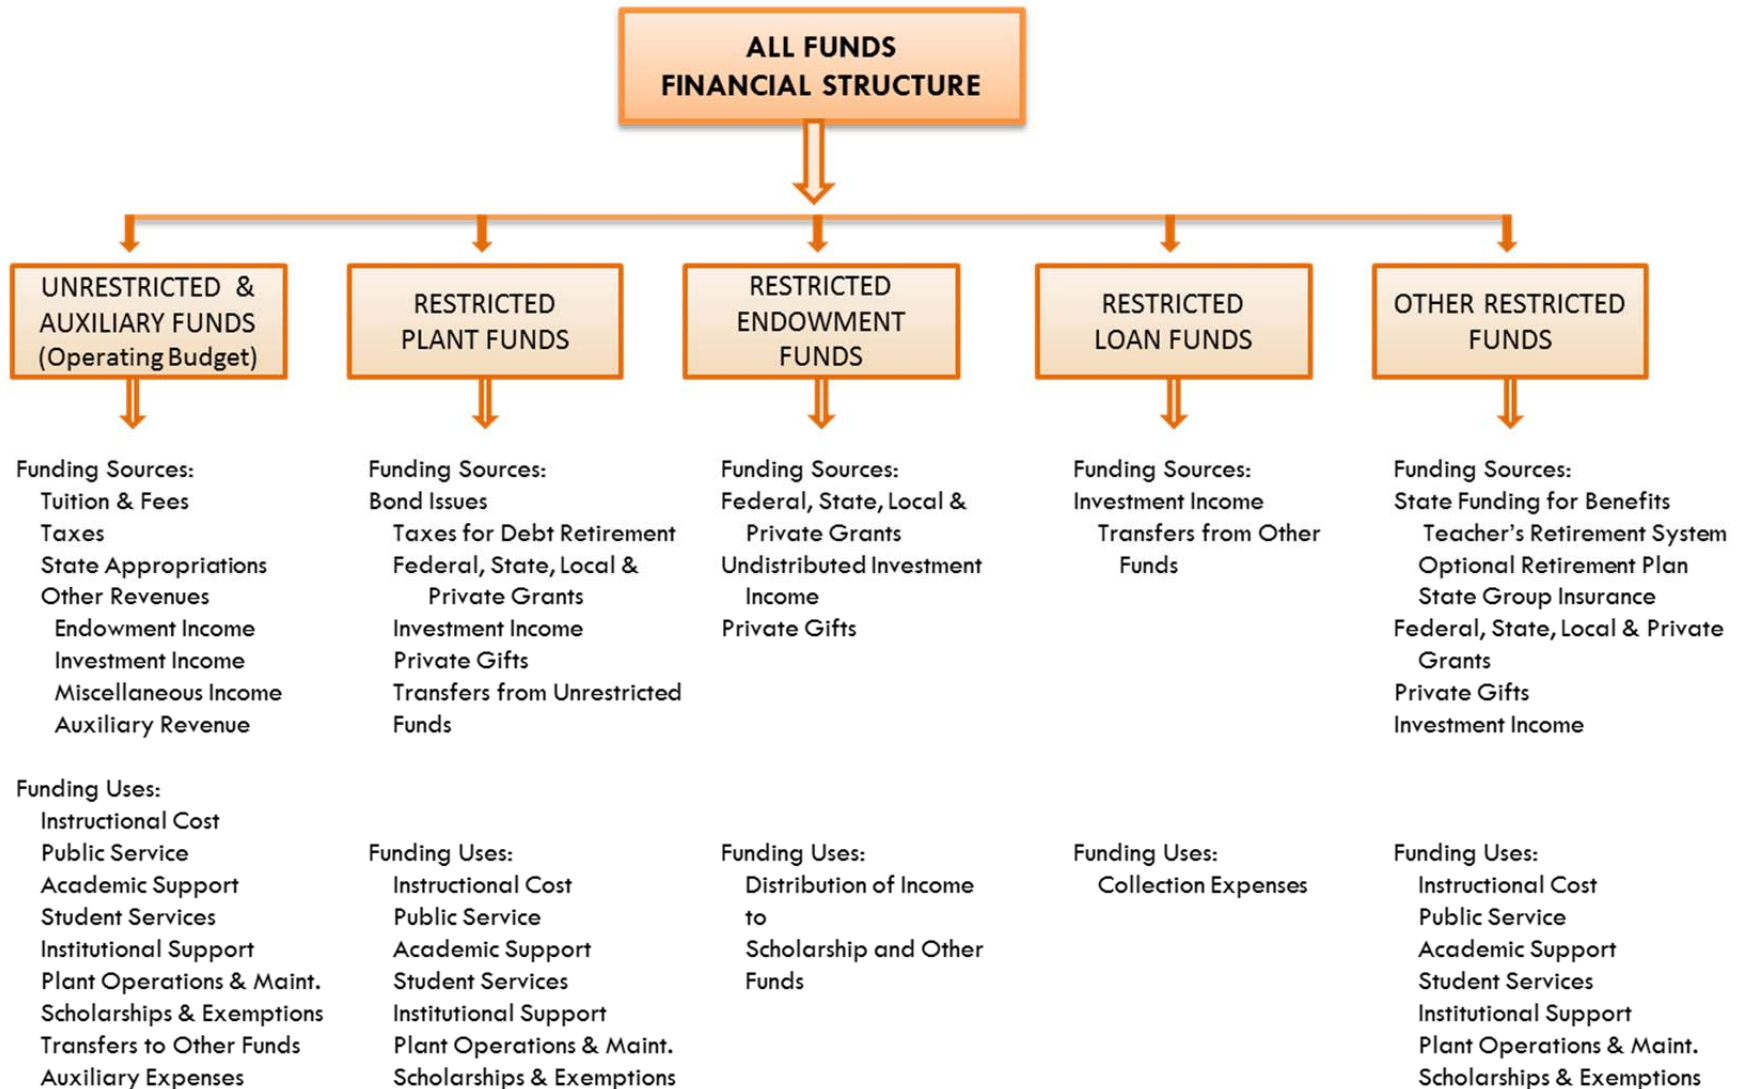 ALL FUNDS
FINANCIAL STRUCTURE
UNRESTRICTED &
AUXILIARY FUNDS
(Operating Budget)
RESTRICTED
PLANT FUNDS
RESTRICTED
ENDOWMENT
FUNDS
RESTRICTED
LOAN FUNDS
OTHER RESTRICTED
FUNDS
Funding Sources:
Tuition & Fees
Taxes
State Appropriations
Other Revenues
Endowment Income
Investment Income
Miscellaneous Income
Auxiliary Revenue
Funding Uses:
Instructional Cost
Public Service
Academic Support
Student Services
Institutional Support
Plant Operations & Maint.
Scholarships & Exemptions
Transfers to Other Funds
Auxiliary Expenses
Funding Sources:
Bond Issues
Taxes for Debt Retirement
Federal, State, Local &
Private Grants
Investment Income
Private Gifts
Transfers from Unrestricted
Funds
Funding Uses:
Instructional Cost
Public Service
Academic Support
Student Services
Institutional Support
Plant Operations & Maint.
Scholarships & Exemptions
Funding Sources:
Federal, State, Local &
Private Grants
Undistributed Investment
Income
Private Gifts
Funding Uses:
Distribution of Income
to
Scholarship and Other
Funds
Funding Sources:
Investment Income
Transfers from Other
Funds
Funding Uses:
Collection Expenses
Funding Sources:
State Funding for Benefits
Teacher's Retirement System
Optional Retirement Plan
State Group Insurance
Federal, State, Local & Private
Grants
Private Gifts
Investment Income
Funding Uses:
Instructional Cost
Public Service
Academic Support
Student Services
Institutional Support
Plant Operations & Maint.
Scholarships & Exemptions